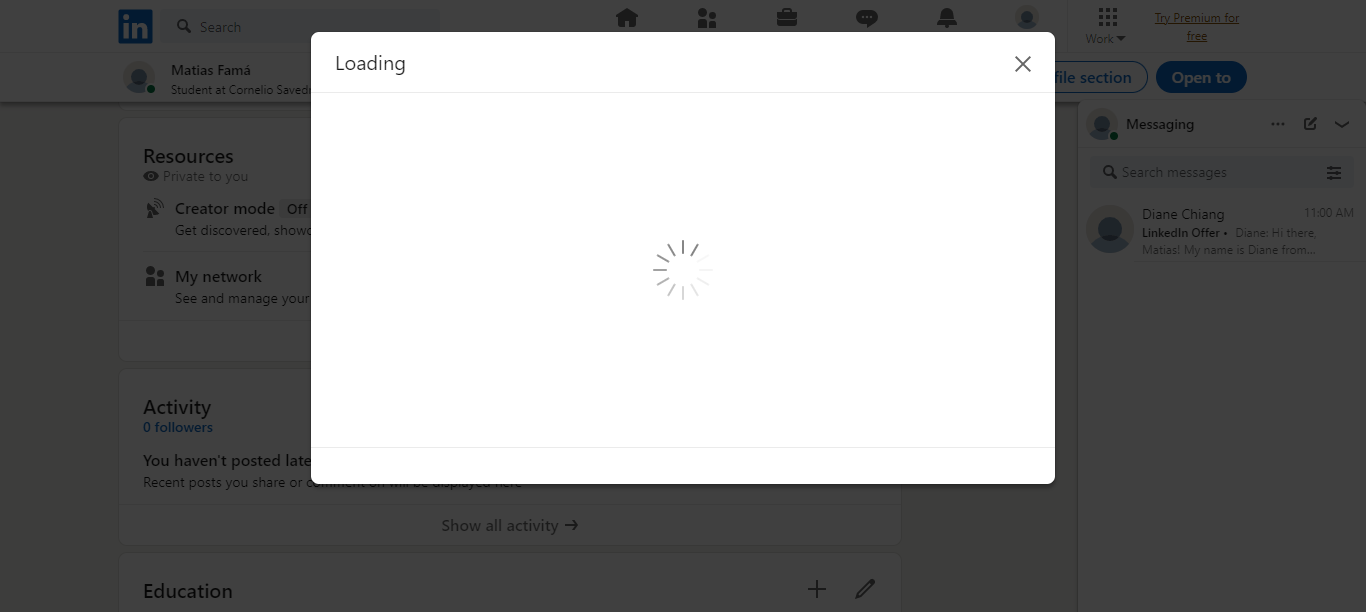 in
Search
Work
Try Premium for
free
Matias Famá
Student at Cornelio
file section
Open to
Loading
Resources
Private to you
Creator mode Off
Get discovered,
My network
See and manage your
Activity
0 followers
You haven't posted
Recent posts you share or comment on will be displayed here
Show all activity →
Education
Messaging
Search messages
Diane Chiang 11:00 AM
LinkedIn Offer • Diane: Hi there,
Matias! My name is Diane from...